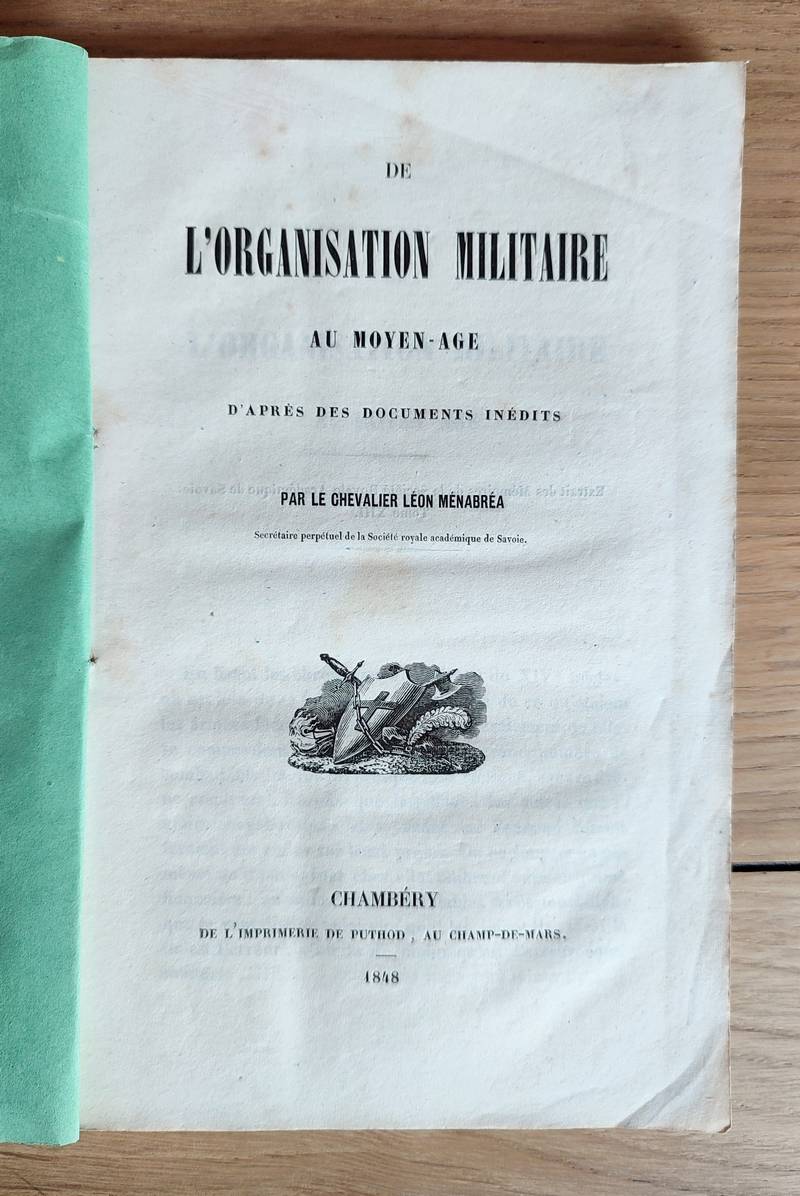 DE
L'ORGANISATION MILITAIRE
AU MOYEN-AGE
D'APRÈS DES DOCUMENTS INÉDITS
PAR LE CHEVALIER LÉON MÉNABRÉA
Secrétaire perpétuel de la Société royale académique de Savoie.
CHAMBÉRY
DE L'IMPRIMERIE DE PUTHOD, AU CHAMP-DE-MARS.
1848